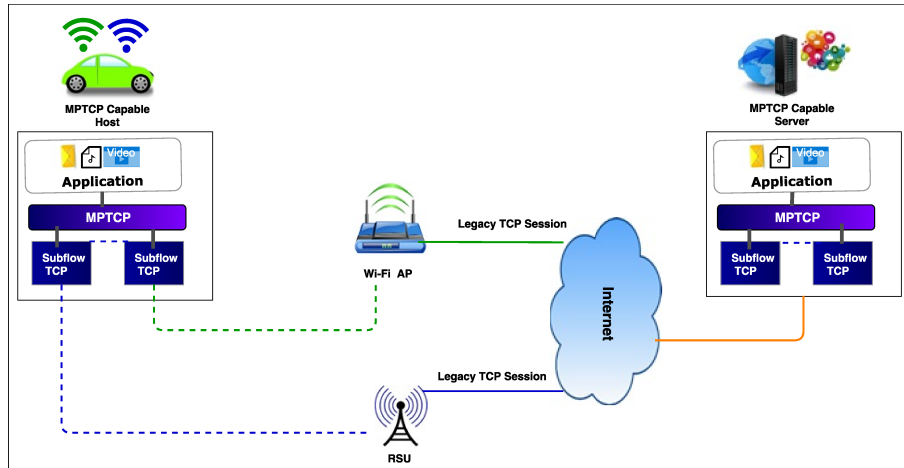 MPTCP Capable
Host
MPTCP Capable
Server
Video
Application
MPTCP
Subflow
TCP
Subflow
TCP
Video
Application
MPTCP
Subflow
TCP
Subflow
TCP
Legacy TCP Session
Wi-Fi AP
Internet
Legacy TCP Session
RSU